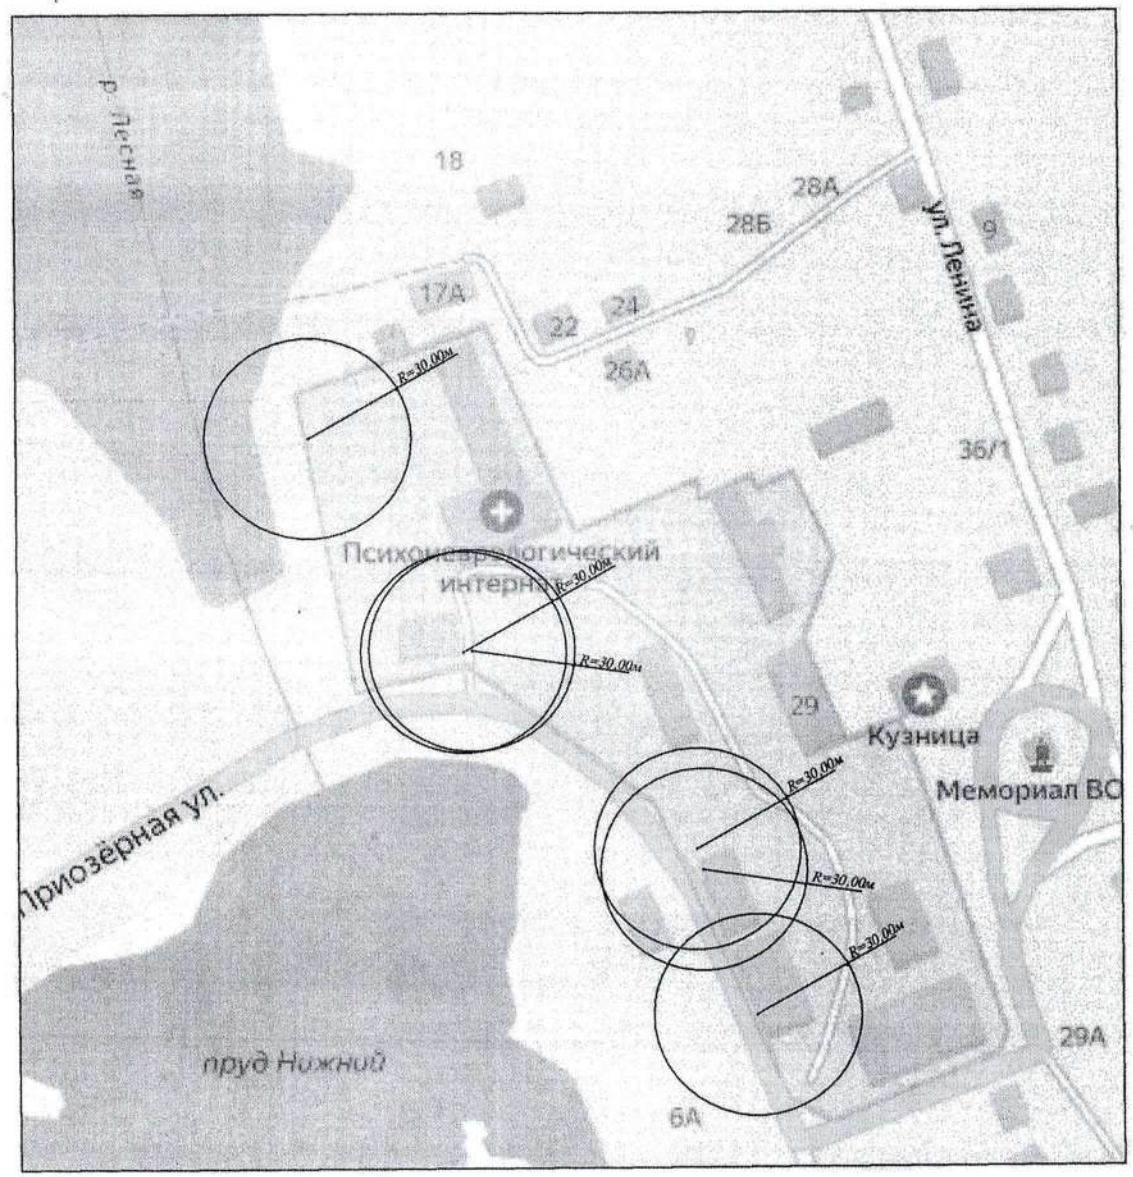 р. Лесная
18
28А
28Б
ул. Ленина
9
17А
24
22
26А
R=30,00м
36/1
Психоневрологический
интернат
R=30,00м
R=30,00м
29
Кузница
Мемориал ВО
R=30,00м
Приозёрная ул.
R=30,00м
R=30,00м
29А
пруд Нижний
6А